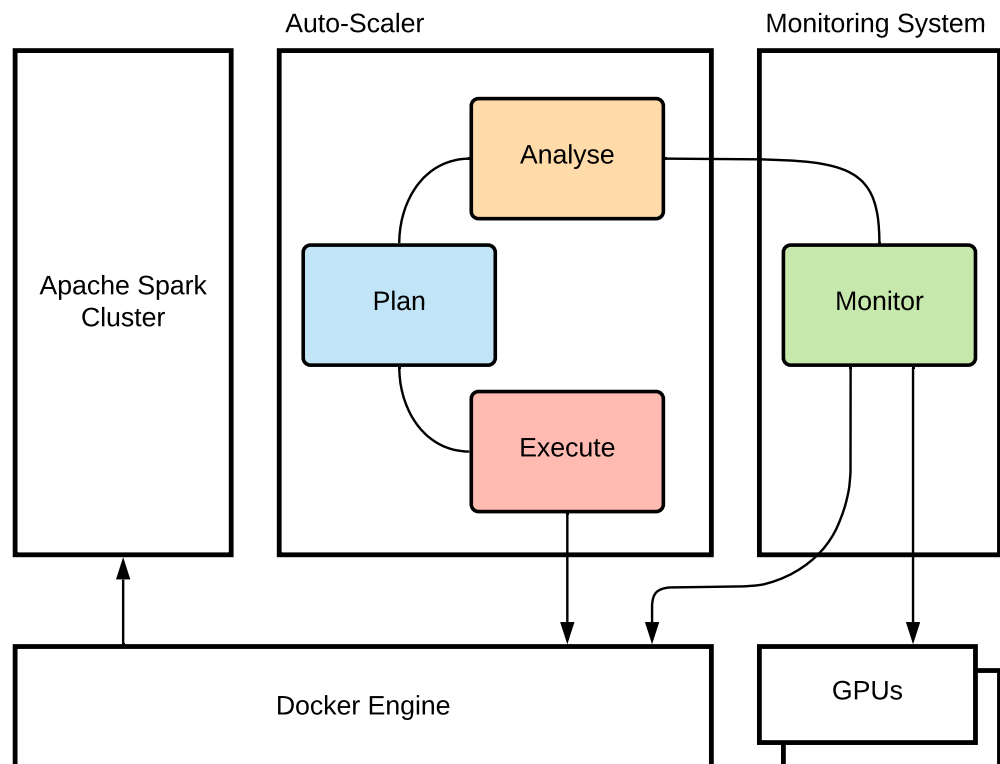 Auto-Scaler
Monitoring System
Analyse
Apache Spark
Cluster
Plan
Monitor
Execute
Docker Engine
GPUs